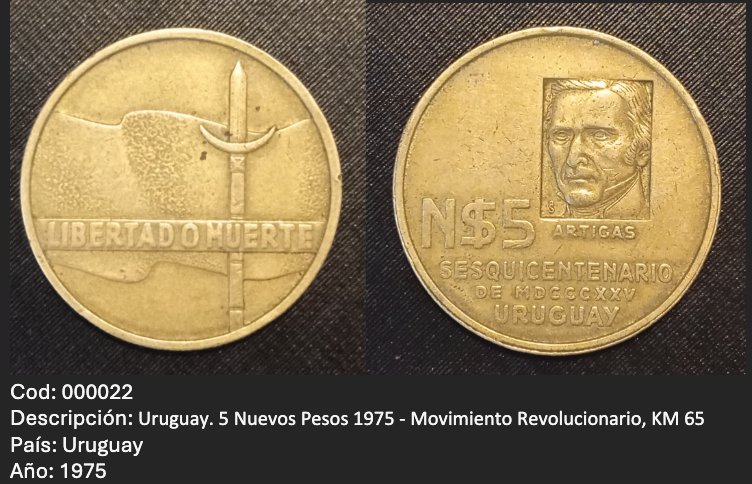 LIBERTAD O MUERTE
N$5
ARTIGAS
SESQUICENTENARIO
DE MDCCCXXV
URUGUAY
Cod: 000022
Descripción: Uruguay. 5 Nuevos Pesos 1975 - Movimiento Revolucionario, KM 65
País: Uruguay
Año: 1975